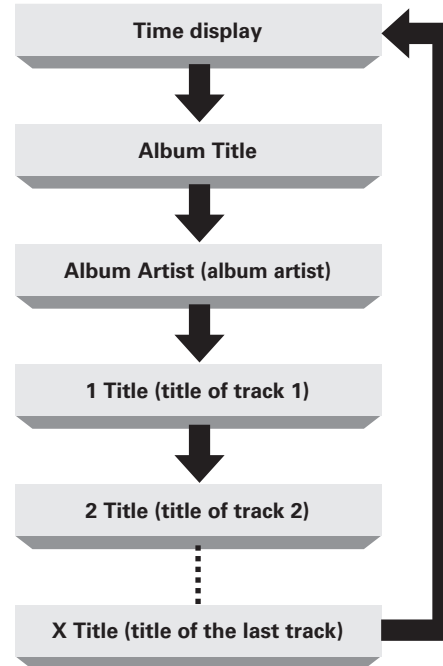 Time display
Album Title
Album Artist (album artist)
1 Title (title of track 1)
2 Title (title of track 2)
X Title (title of the last track)